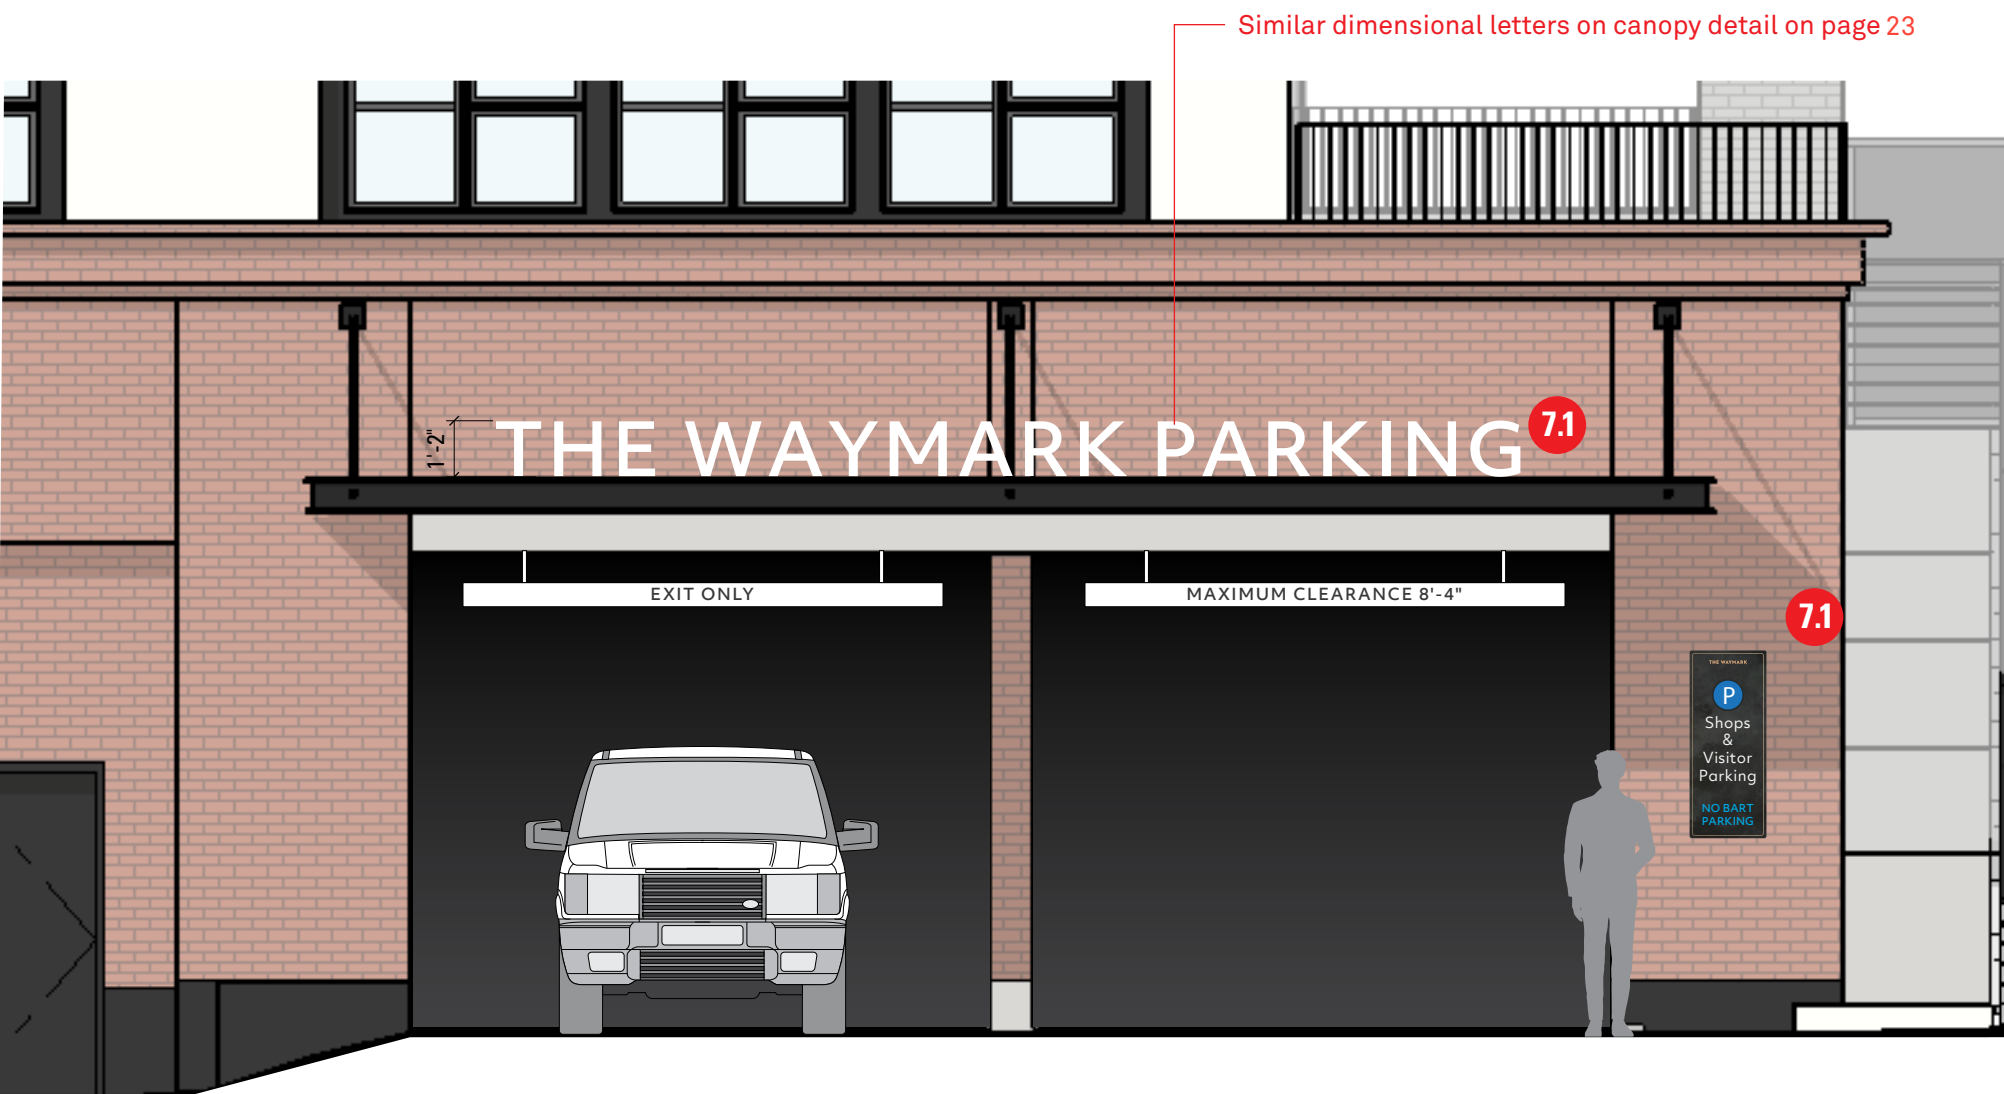 Similar dimensional letters on canopy detail on page 23
1'-2"
THE WAYMARK PARKING
7.1
EXIT ONLY
MAXIMUM CLEARANCE 8'-4"
7.1
THE WAYMARK
P
Shops
&
Visitor
Parking
NO BART
PARKING